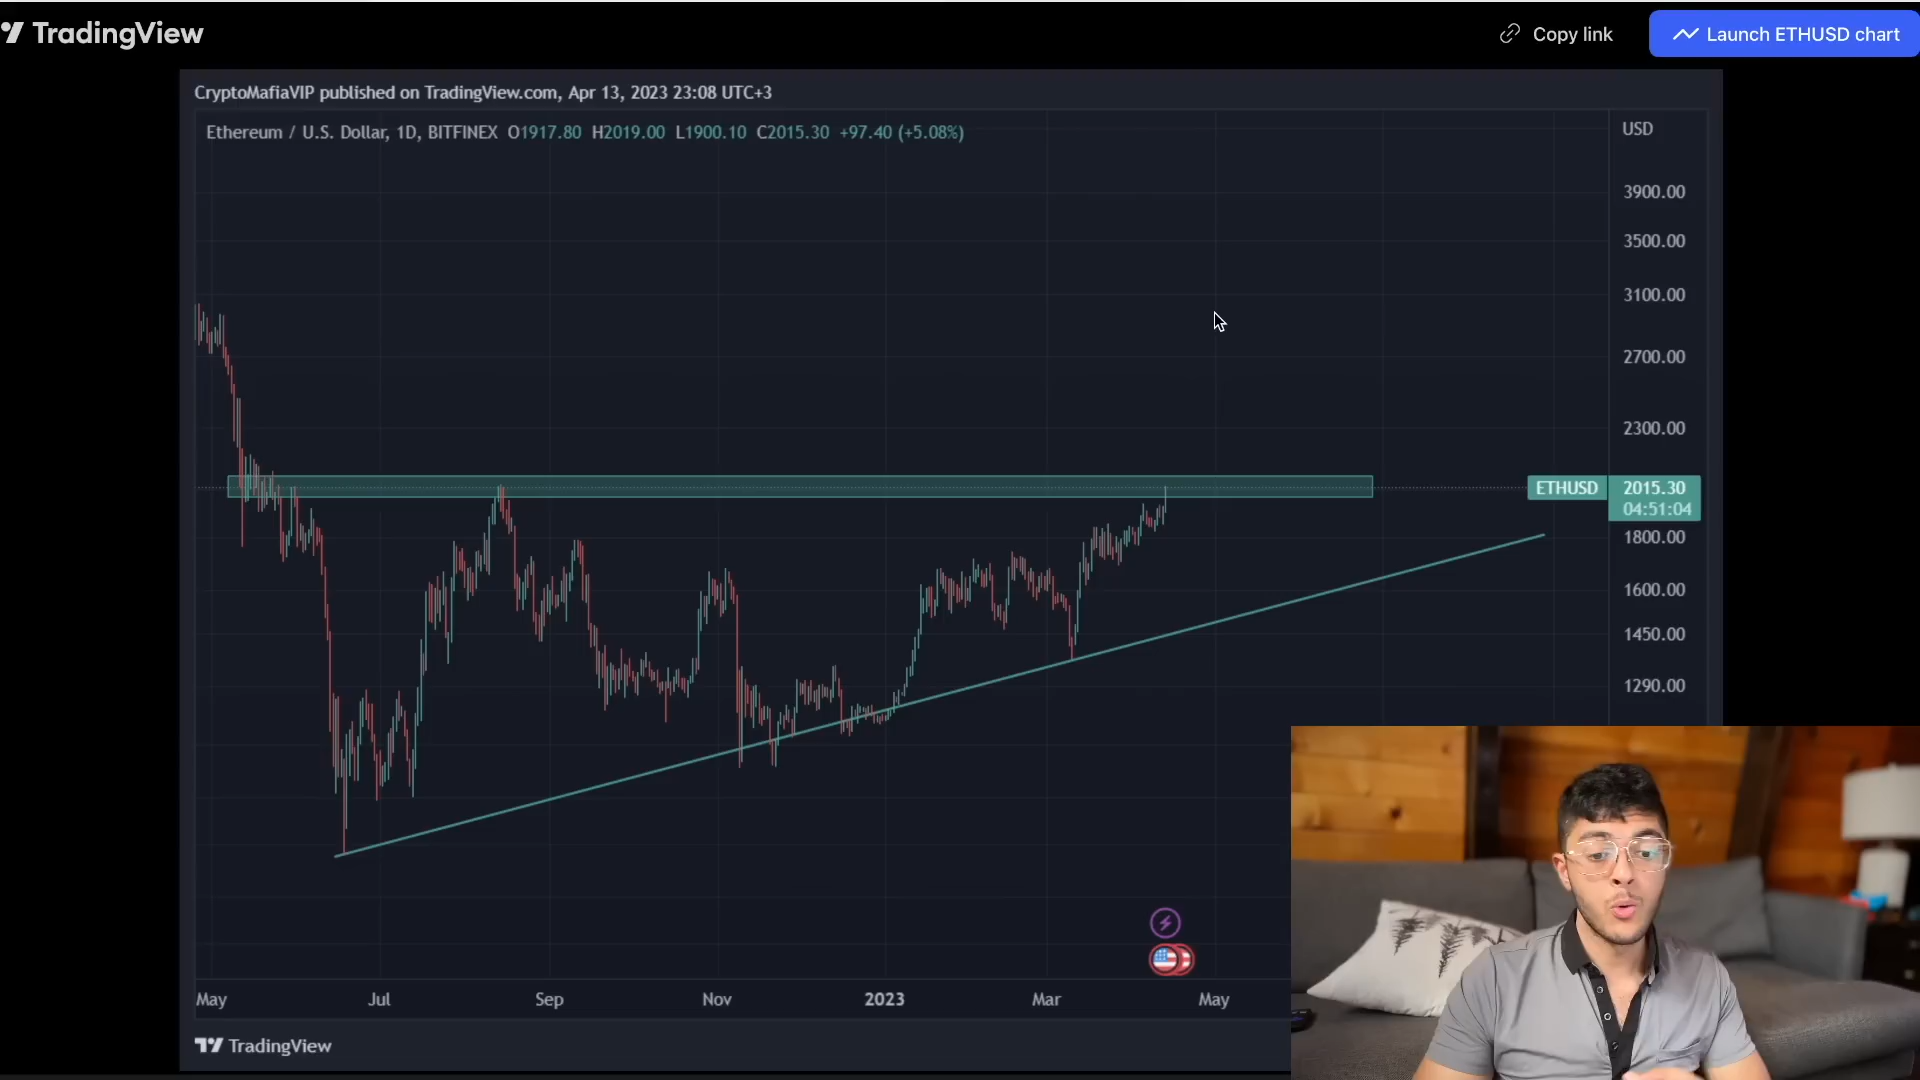 TradingView
Copy link
Launch ETHUSD chart
CryptoMafiaVIP published on TradingView.com, Apr 13, 2023 23:08 UTC+3
Ethereum / U.S. Dollar, 1D, BITFINEX O1917.80 H2019.00 L1900.10 C2015.30 +97.40 (+5.08%)
USD
3900.00
3500.00
3100.00
2700.00
2300.00
ETHUSD 2015.30
04:51:04
1800.00
1600.00
1450.00
1290.00
May Jul Sep Nov 2023 Mar May
TradingView